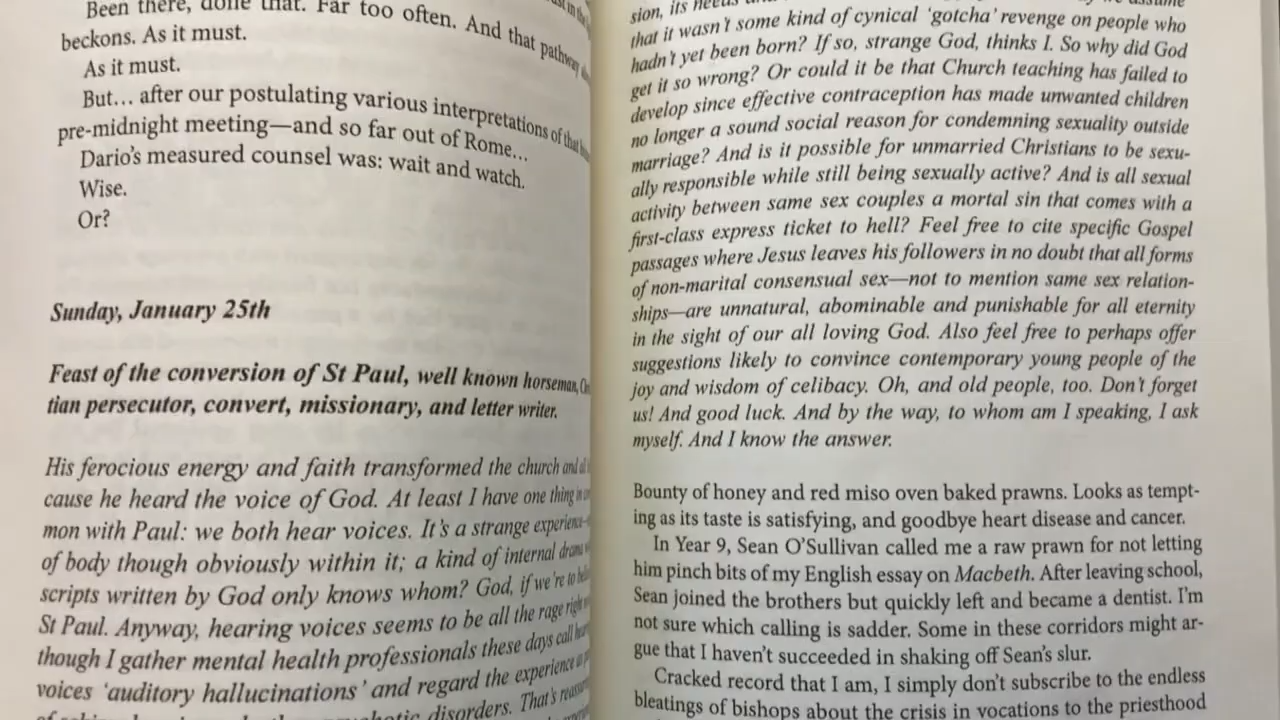 Been there, done that. Far too often. And that pathway
beckons. As it must.
As it must.
But… after our postulating various interpretations of that
pre-midnight meeting—and so far out of Rome…
Dario’s measured counsel was: wait and watch.
Wise.
Or?
Sunday, January 25th
Feast of the conversion of St Paul, well known horseman,
tian persecutor, convert, missionary, and letter writer.
His ferocious energy and faith transformed the church and
cause he heard the voice of God. At least I have one thing in
mon with Paul: we both hear voices. It’s a strange experience
of body though obviously within it; a kind of internal drama
scripts written by God only knows whom? God, if we’re to
St Paul. Anyway, hearing voices seems to be all the rage right
though I gather mental health professionals these days call
voices ‘auditory hallucinations’ and regard the experience
disorders. That’s
sion, its needs and
that it wasn’t some kind of cynical ‘gotcha’ revenge on people who
hadn’t yet been born? If so, strange God, thinks I. So why did God
get it so wrong? Or could it be that Church teaching has failed to
develop since effective contraception has made unwanted children
no longer a sound social reason for condemning sexuality outside
marriage? And is it possible for unmarried Christians to be sexu-
ally responsible while still being sexually active? And is all sexual
activity between same sex couples a mortal sin that comes with a
first-class express ticket to hell? Feel free to cite specific Gospel
passages where Jesus leaves his followers in no doubt that all forms
of non-marital consensual sex—not to mention same sex relation-
ships—are unnatural, abominable and punishable for all eternity
in the sight of our all loving God. Also feel free to perhaps offer
suggestions likely to convince contemporary young people of the
joy and wisdom of celibacy. Oh, and old people, too. Don’t forget
us! And good luck. And by the way, to whom am I speaking, I ask
myself. And I know the answer.
Bounty of honey and red miso oven baked prawns. Looks as tempt-
ing as its taste is satisfying, and goodbye heart disease and cancer.
In Year 9, Sean O’Sullivan called me a raw prawn for not letting
him pinch bits of my English essay on Macbeth. After leaving school,
Sean joined the brothers but quickly left and became a dentist. I’m
not sure which calling is sadder. Some in these corridors might ar-
gue that I haven’t succeeded in shaking off Sean’s slur.
Cracked record that I am, I simply don’t subscribe to the endless
bleatings of bishops about the crisis in vocations to the priesthood